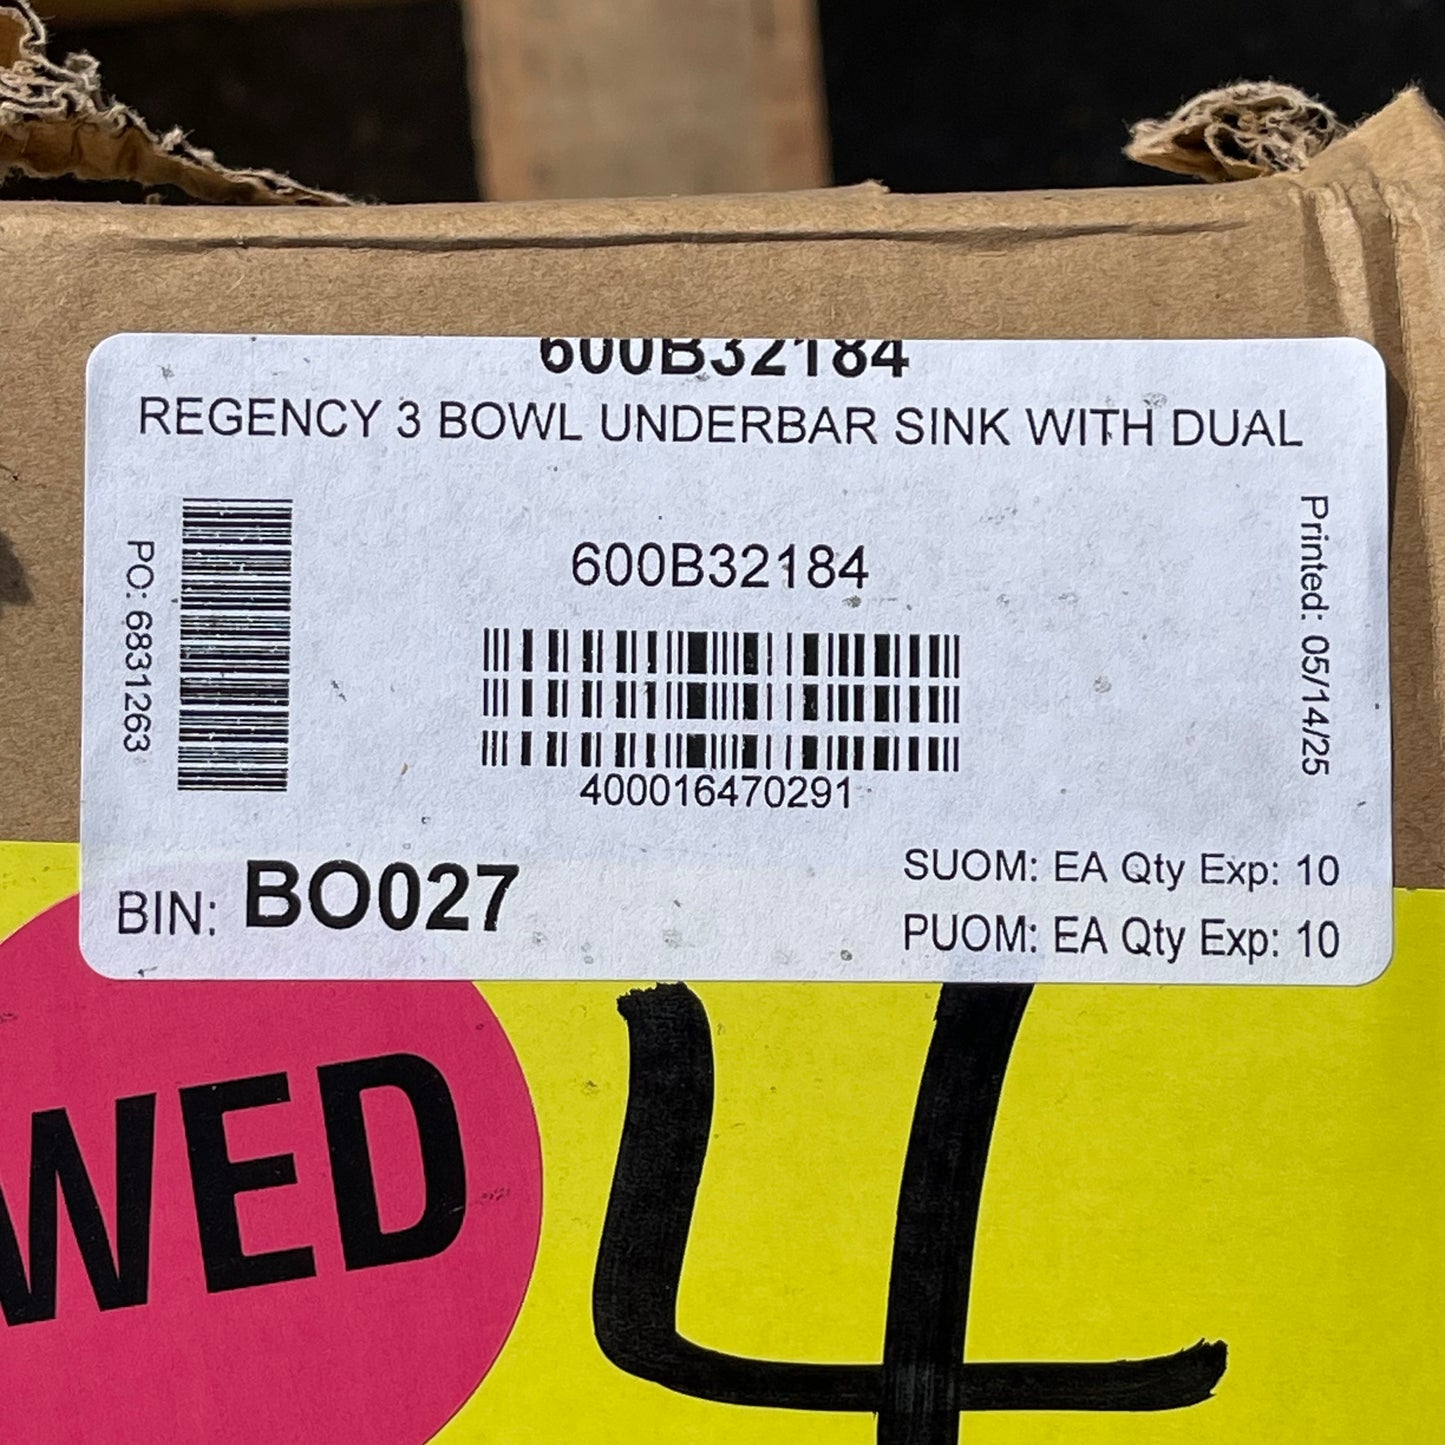 600B32184
REGENCY 3 BOWL UNDERBAR SINK WITH DUAL
PO: 6831263
Printed: 05/14/25
600B32184
400016470291
BIN: BO027
SUOM: EA Qty Exp: 10
PUOM: EA Qty Exp: 10
WED
4